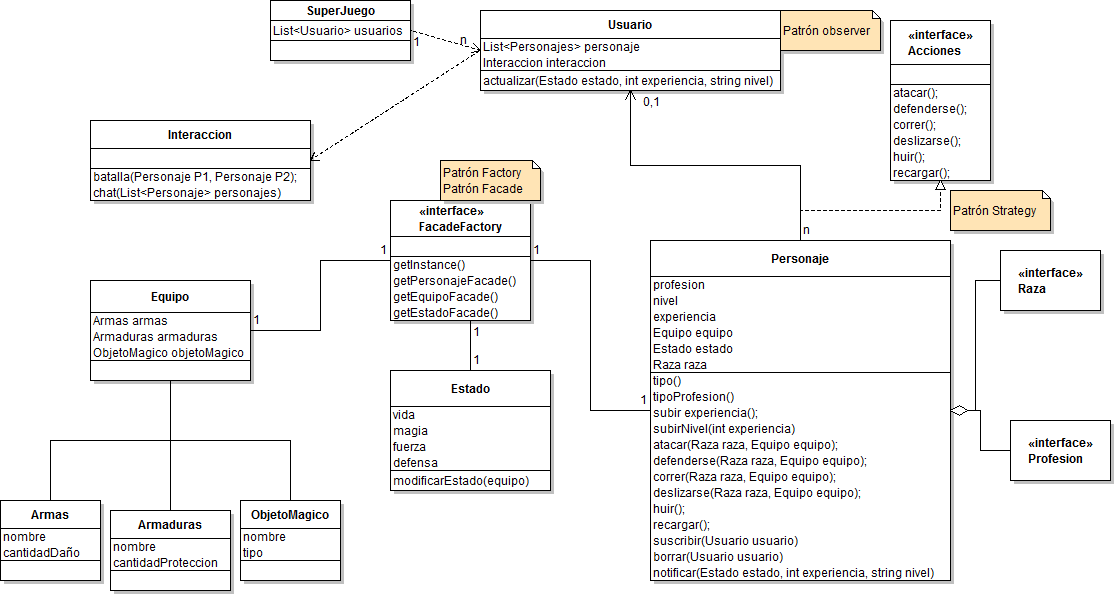 SuperJuego
List<Usuario> usuarios
1
n
Usuario
List<Personajes> personaje
Interaccion interaccion
actualizar(Estado estado, int experiencia, string nivel)
Patrón observer
0,1
«interface»
Acciones
atacar();
defenderse();
correr();
deslizarse();
huir();
recargar();
Interaccion
batalla(Personaje P1, Personaje P2);
chat(List<Personaje> personajes)
Patrón Factory
Patrón Facade
«interface»
FacadeFactory
getInstance()
getPersonajeFacade()
getEquipoFacade()
getEstadoFacade()
1
1
1
1
1
1
Patrón Strategy
n
Equipo
Armas armas
Armaduras armaduras
ObjetoMagico objetoMagico
Estado
vida
magia
fuerza
defensa
modificarEstado(equipo)
Personaje
profesion
nivel
experiencia
Equipo equipo
Estado estado
Raza raza
tipo()
tipoProfesion()
subir experiencia();
subirNivel(int experiencia)
atacar(Raza raza, Equipo equipo);
defenderse(Raza raza, Equipo equipo);
correr(Raza raza, Equipo equipo);
deslizarse(Raza raza, Equipo equipo);
huir();
recargar();
suscribir(Usuario usuario)
borrar(Usuario usuario)
notificar(Estado estado, int experiencia, string nivel)
«interface»
Raza
«interface»
Profesion
Armas
nombre
cantidadDaño
Armaduras
nombre
cantidadProteccion
ObjetoMagico
nombre
tipo